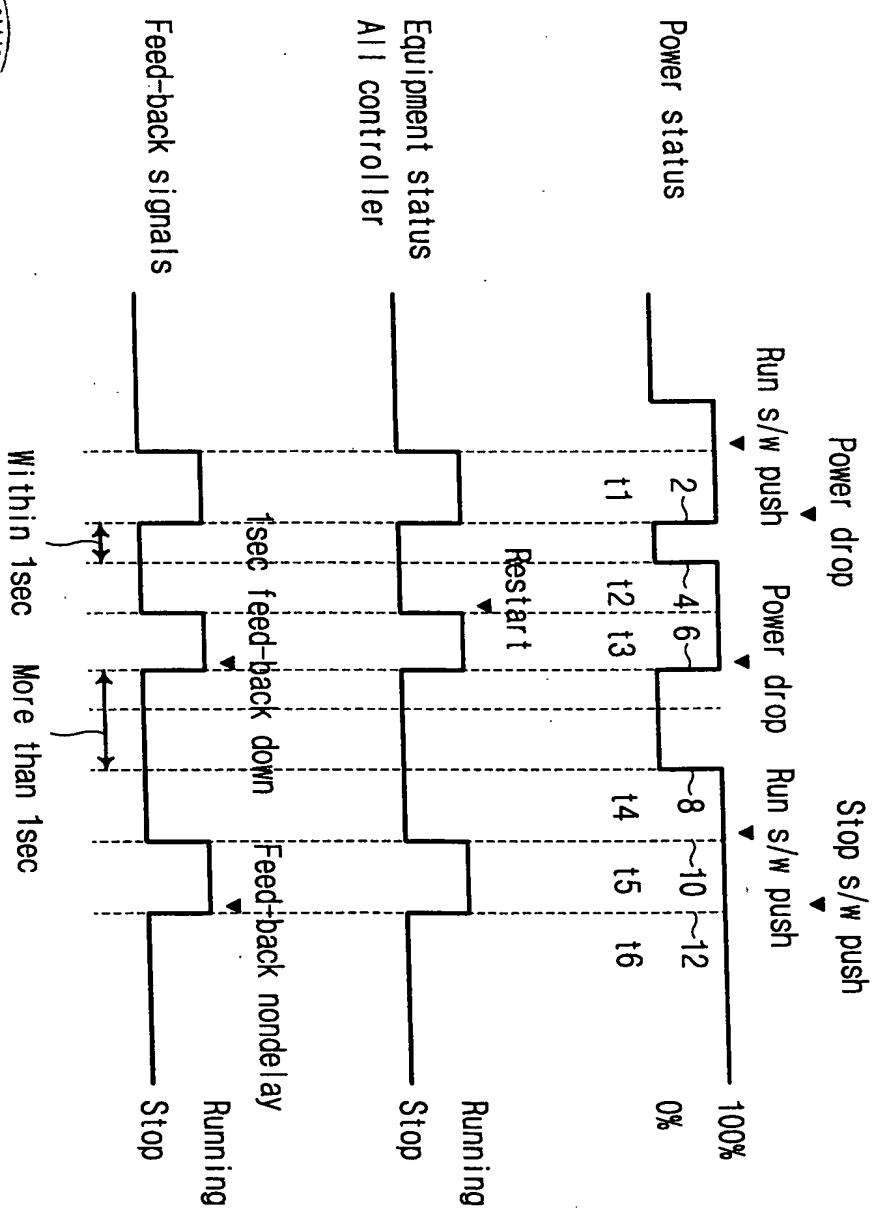 Power drop
Stop s/w push
Run s/w push
Power drop
Run s/w push
Power status
100%
0%
2
4
6
8
10
12
t1
t2
t3
t4
t5
t6
Restart
Equipment status
All controller
Running
Stop
1sec feed-back down
Feed-back nondelay
Feed-back signals
Running
Stop
Within 1sec
More than 1sec